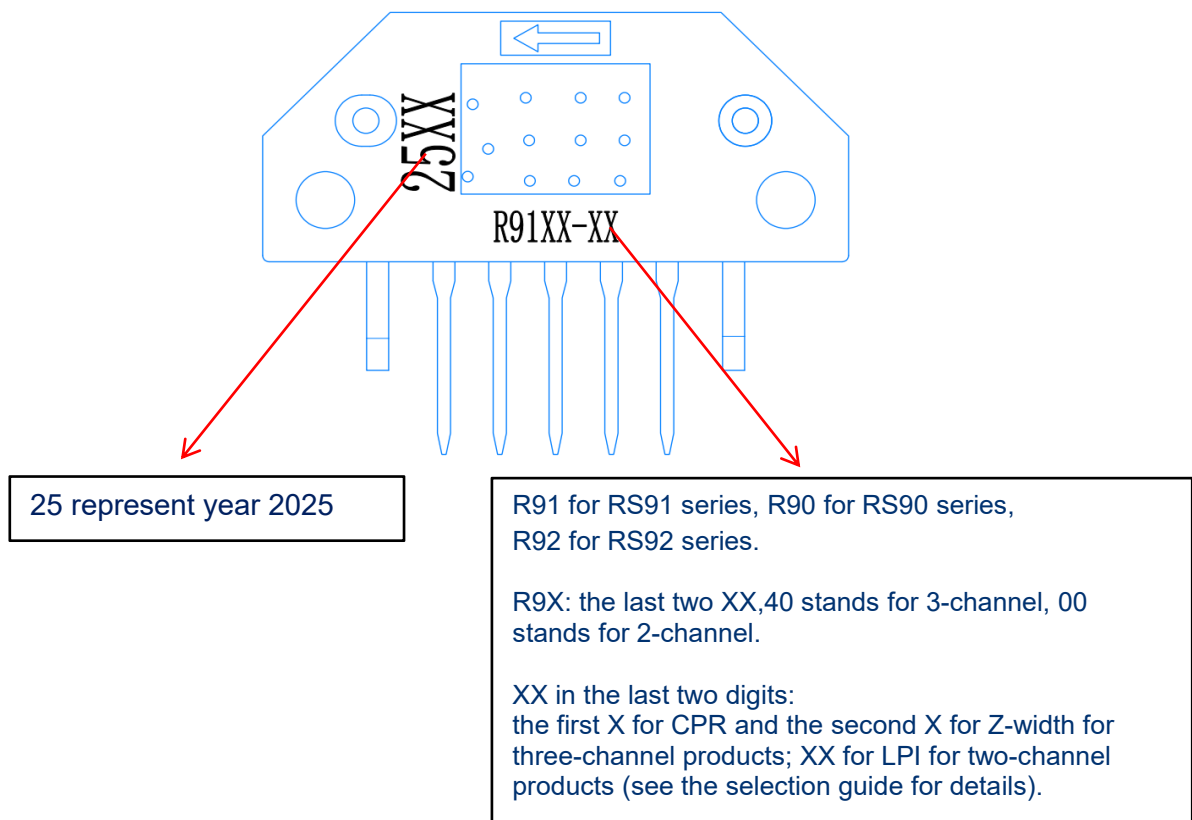 25XX
R91XX-XX
25 represent year 2025
R91 for RS91 series, R90 for RS90 series,
R92 for RS92 series.
R9X: the last two XX,40 stands for 3-channel, 00
stands for 2-channel.
XX in the last two digits:
the first X for CPR and the second X for Z-width for
three-channel products; XX for LPI for two-channel
products (see the selection guide for details).